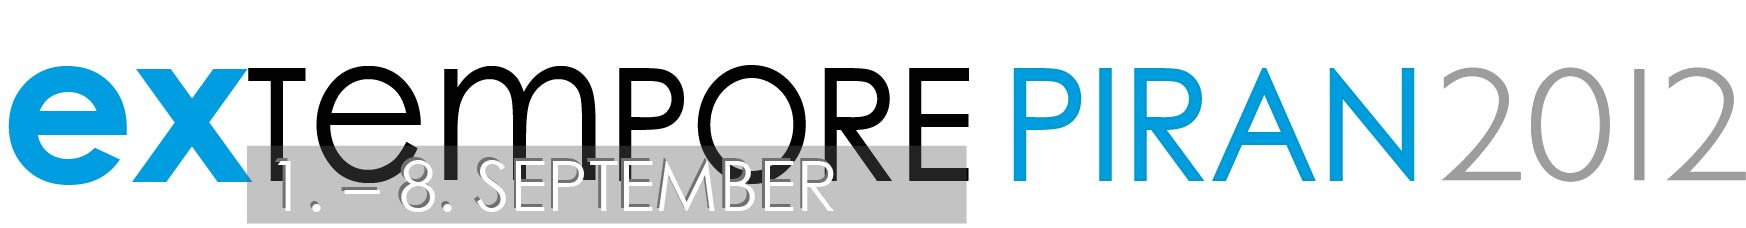 exTemPORE PIRAN 2012
1. – 8. SEPTEMBER